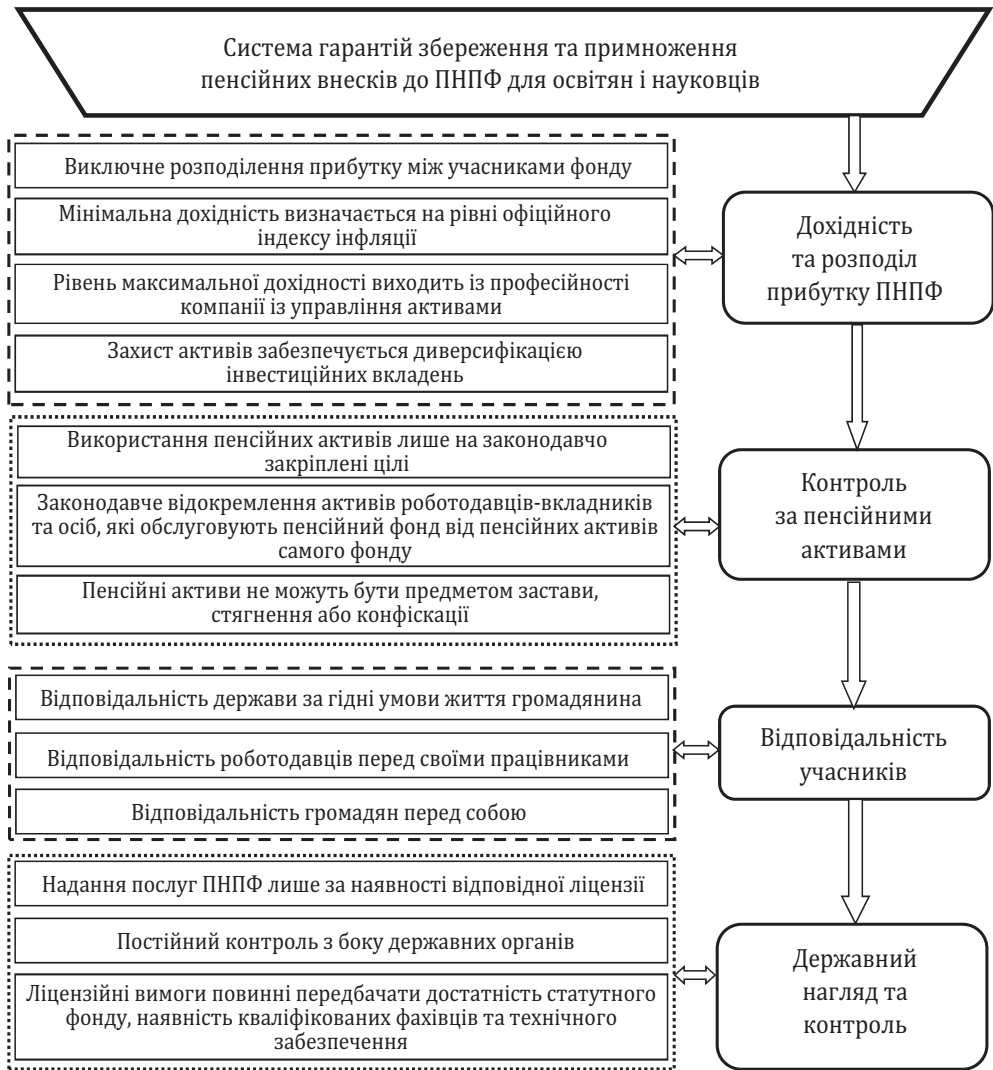 Система гарантій збереження та примноження
пенсійних внесків до ПНПФ для освітян і науковців
Виключне розподілення прибутку між учасниками фонду
Мінімальна дохідність визначається на рівні офіційного
індексу інфляції
Рівень максимальної дохідності виходить із професійності
компанії із управління активами
Захист активів забезпечується диверсифікацією
інвестиційних вкладень
Дохідність
та розподіл
прибутку ПНПФ
Використання пенсійних активів лише на законодавчо
закріплені цілі
Законодавче відокремлення активів роботодавців-вкладників
та осіб, які обслуговують пенсійний фонд від пенсійних активів
самого фонду
Пенсійні активи не можуть бути предметом застави,
стягнення або конфіскації
Контроль
за пенсійними
активами
Відповідальність держави за гідні умови життя громадянина
Відповідальність роботодавців перед своїми працівниками
Відповідальність громадян перед собою
Відповідальність
учасників
Надання послуг ПНПФ лише за наявності відповідної ліцензії
Постійний контроль з боку державних органів
Ліцензійні вимоги повинні передбачати достатність статутного
фонду, наявність кваліфікованих фахівців та технічного
забезпечення
Державний
нагляд та
контроль